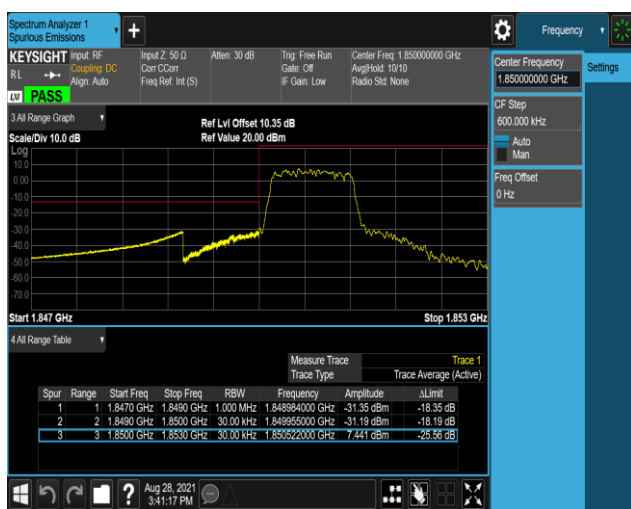 Spectrum Analyzer 1
Spurious Emissions
Frequency
KEYSIGHT Input: RF Input Z: 50 Ω Atten: 30 dB Trig: Free Run Center Freq: 1.850000000 GHz
RL Coupling: DC Corr CCorr Gate: Off Avg|Hold: 10/10
Align: Auto Freq Ref: Int (S) IF Gain: Low Radio Std: None
LXI PASS
Center Frequency
1.850000000 GHz
Settings
CF Step
600.000 kHz
Auto
Man
Freq Offset
0 Hz
3 All Range Graph
Ref Lvl Offset 10.35 dB
Scale/Div 10.0 dB Ref Value 20.00 dBm
Log
10.0
0.00
-10.0
-20.0
-30.0
-40.0
-50.0
-60.0
-70.0
Start 1.847 GHz Stop 1.853 GHz
4 All Range Table
Measure Trace Trace 1
Trace Type Trace Average (Active)
Spur Range Start Freq Stop Freq RBW Frequency Amplitude ΔLimit
1 1 1.8470 GHz 1.8490 GHz 1.000 MHz 1.848984000 GHz -31.35 dBm -18.35 dB
2 2 1.8490 GHz 1.8500 GHz 30.00 kHz 1.849955000 GHz -31.19 dBm -18.19 dB
3 3 1.8500 GHz 1.8530 GHz 30.00 kHz 1.850522000 GHz 7.441 dBm -25.56 dB
Aug 28, 2021
3:41:17 PM